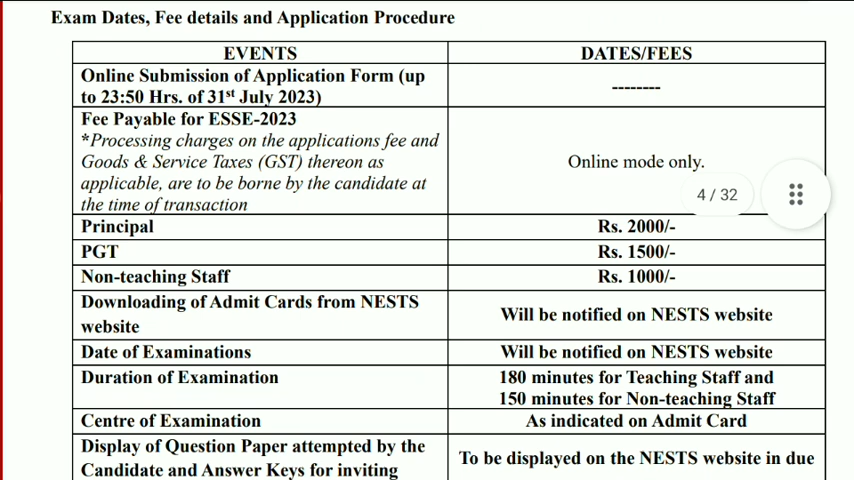 Exam Dates, Fee details and Application Procedure
EVENTS
DATES/FEES
Online Submission of Application Form (up
to 23:50 Hrs. of 31st July 2023)
--------
Fee Payable for ESSE-2023
*Processing charges on the applications fee and
Goods & Service Taxes (GST) thereon as
applicable, are to be borne by the candidate at
the time of transaction
Online mode only.
4 / 32
Principal
Rs. 2000/-
PGT
Rs. 1500/-
Non-teaching Staff
Rs. 1000/-
Downloading of Admit Cards from NESTS
website
Will be notified on NESTS website
Date of Examinations
Will be notified on NESTS website
Duration of Examination
180 minutes for Teaching Staff and
150 minutes for Non-teaching Staff
Centre of Examination
As indicated on Admit Card
Display of Question Paper attempted by the
Candidate and Answer Keys for inviting
To be displayed on the NESTS website in due